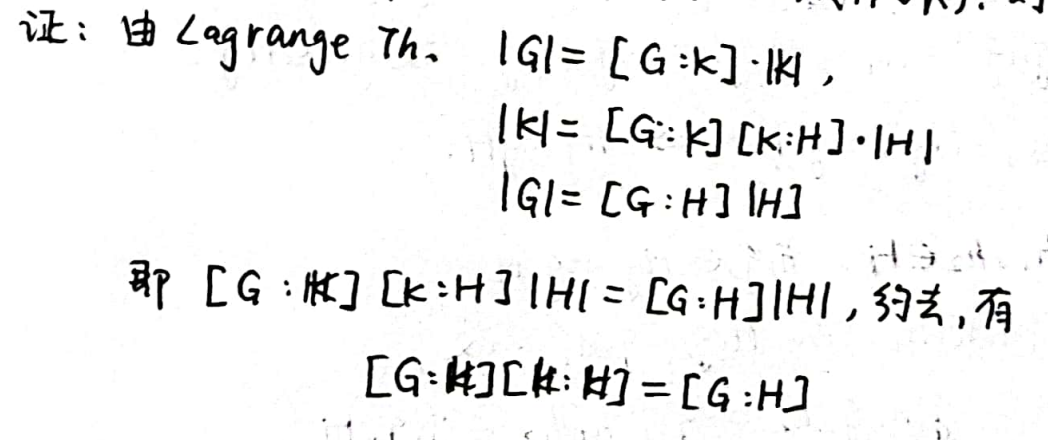 证: 由 Lagrange Th、 |G|= [G:K]·|K|,
|K|= [G:K][K:H]·|H|
|G|= [G:H]|H]
即 [G:K][K:H]|H| = [G:H]|H|, 约去, 有
[G:K][K:H] = [G:H]